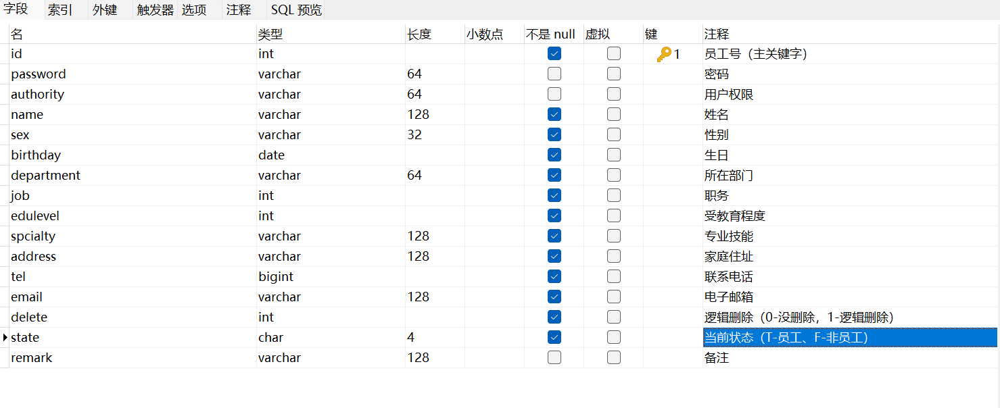 字段 索引 外键 触发器 选项 注释 SQL 预览
名 类型 长度 小数点 不是 null 虚拟 键 注释
id int 1 员工号（主关键字）
password varchar 64 密码
authority varchar 64 用户权限
name varchar 128 姓名
sex varchar 32 性别
birthday date 生日
department varchar 64 所在部门
job int 职务
edulevel int 受教育程度
spcialty varchar 128 专业技能
address varchar 128 家庭住址
tel bigint 联系电话
email varchar 128 电子邮箱
delete int 逻辑删除（0-没删除，1-逻辑删除）
state char 4 当前状态（T-员工、F-非员工）
remark varchar 128 备注